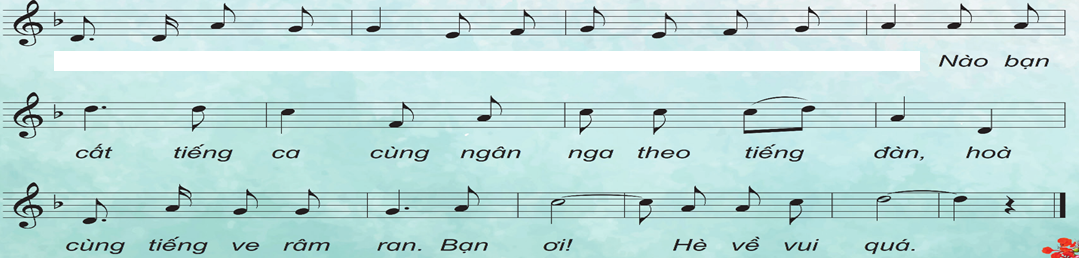 Nào bạn
cất tiếng ca cùng ngân nga theo tiếng đàn, hoà
cùng tiếng ve râm ran. Bạn ơi! Hè về vui quá.